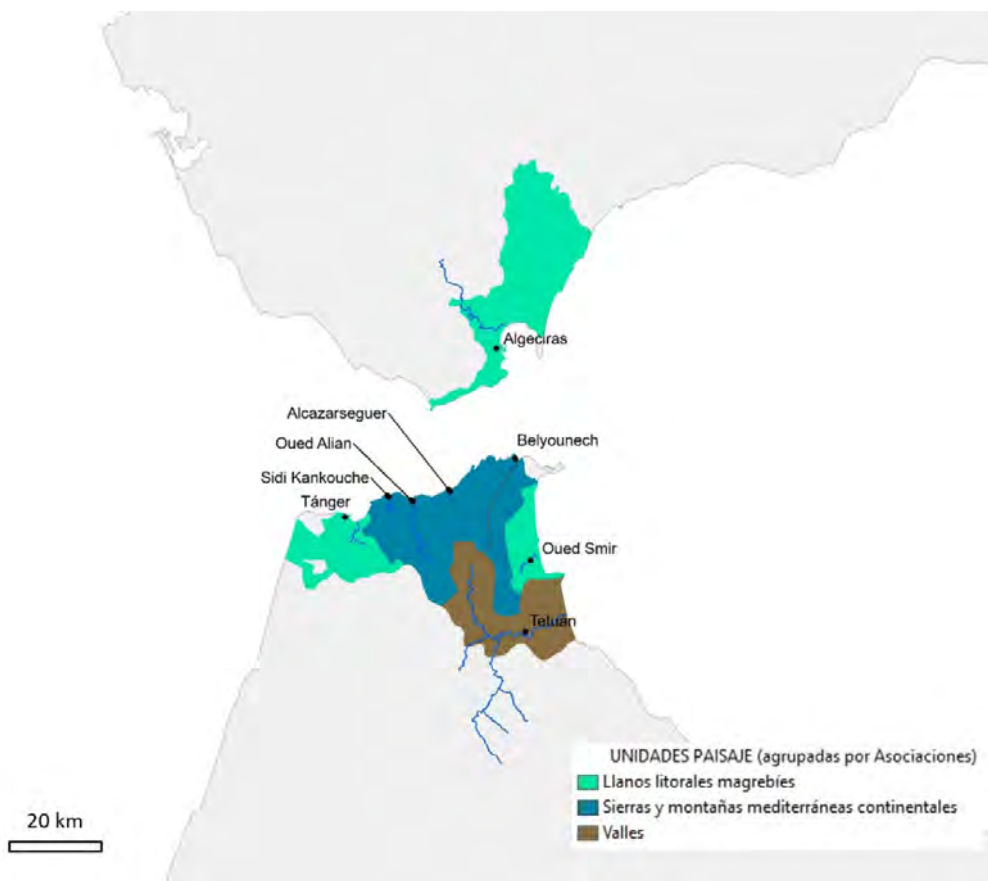 Algeciras
Alcazarseguer
Oued Alian
Belyounech
Sidi Kankouche
Tánger
Oued Smir
Tetuán
UNIDADES PAISAJE (agrupadas por Asociaciones)
Llanos litorales magrebíes
Sierras y montañas mediterráneas continentales
Valles
20 km